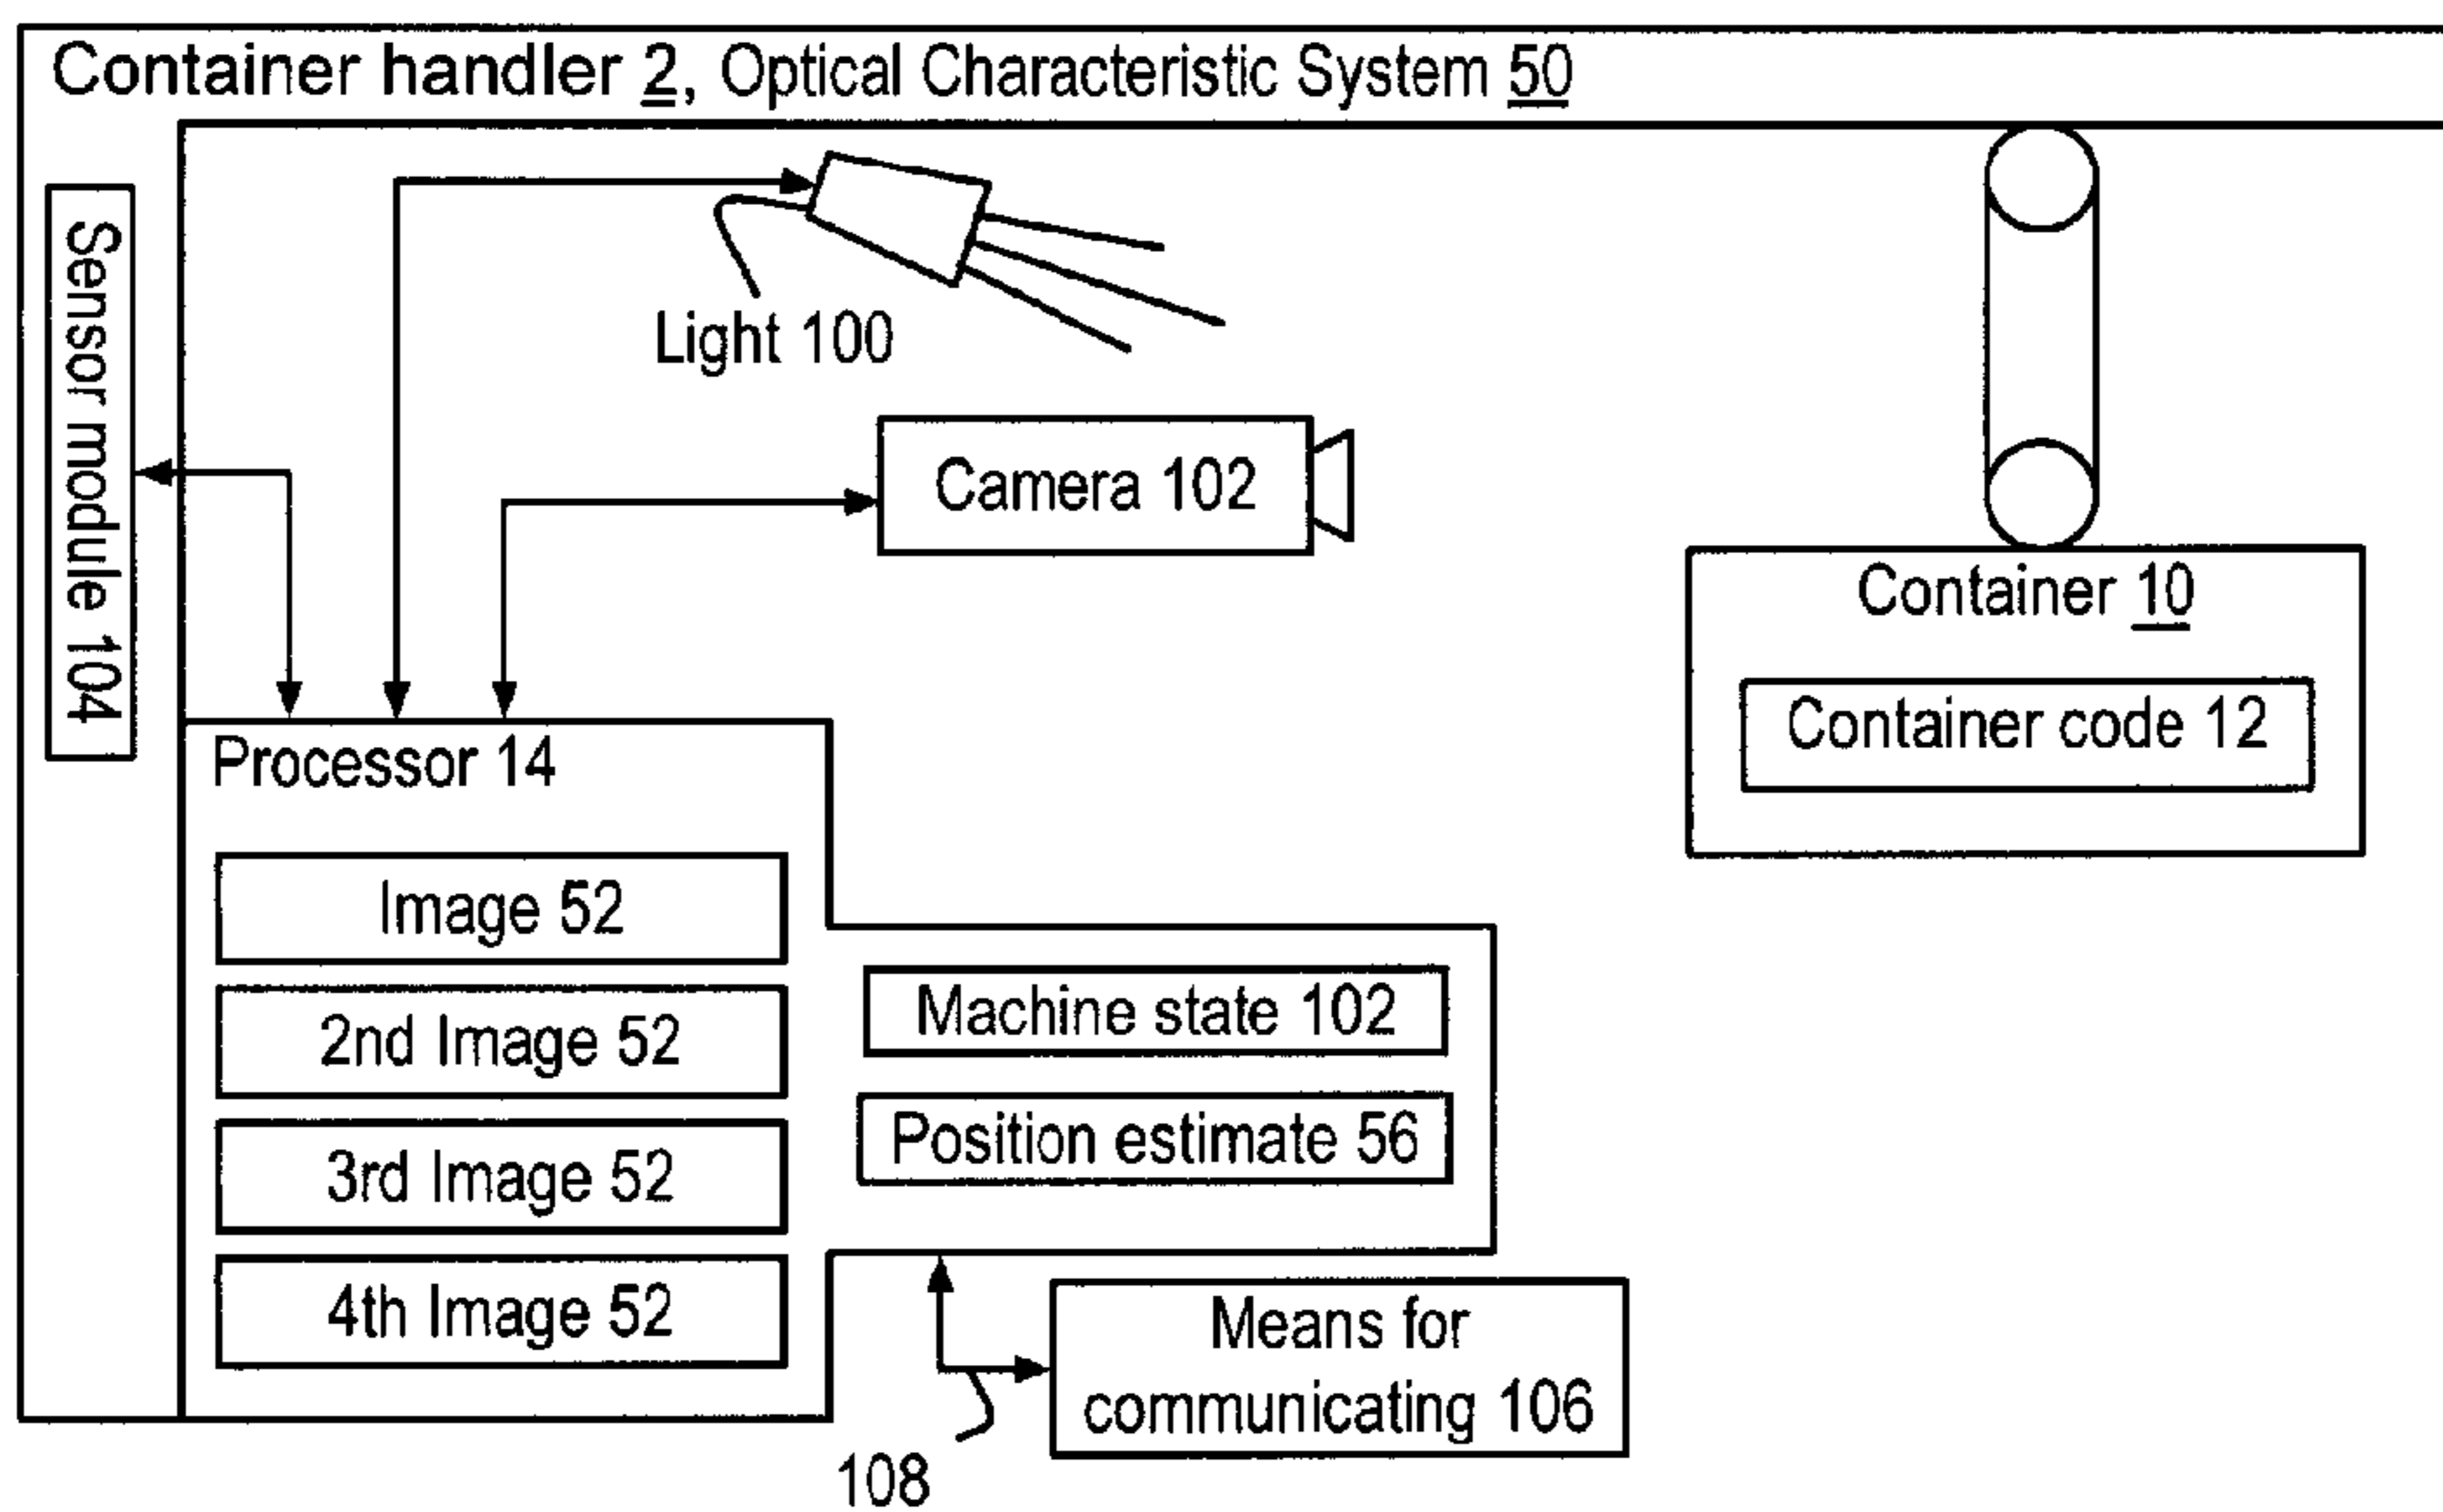 Container handler 2, Optical Characteristic System 50
Sensor module 104
Light 100
Camera 102
Container 10
Container code 12
Processor 14
Image 52
2nd Image 52
3rd Image 52
4th Image 52
Machine state 102
Position estimate 56
Means for
communicating 106
108